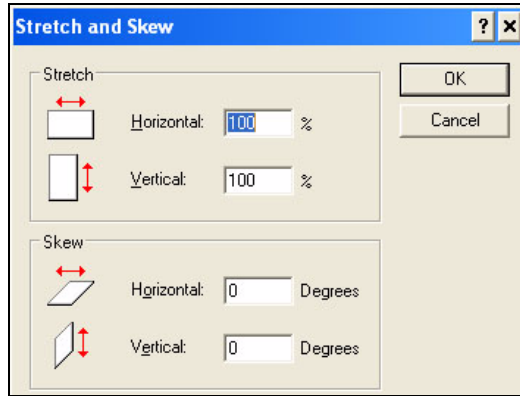 Stretch and Skew
? ×
Stretch
Horizontal: 100 %
Vertical: 100 %
OK
Cancel
Skew
Horizontal: 0 Degrees
Vertical: 0 Degrees